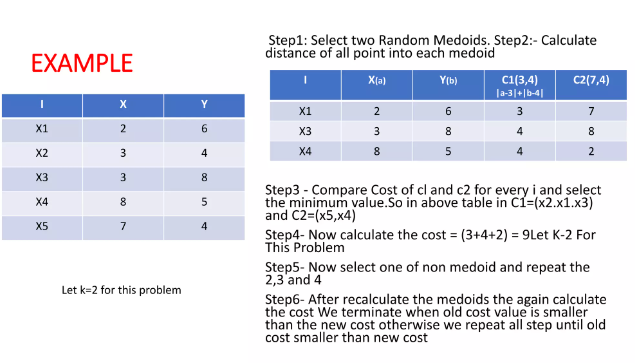 EXAMPLE
I X Y
X1 2 6
X2 3 4
X3 3 8
X4 8 5
X5 7 4
Let k=2 for this problem
Step1: Select two Random Medoids. Step2:- Calculate
distance of all point into each medoid
I X(a) Y(b) C1(3,4) C2(7,4)
|a-3|+|b-4|
X1 2 6 3 7
X3 3 8 4 8
X4 8 5 4 2
Step3 - Compare Cost of cl and c2 for every i and select
the minimum value.So in above table in C1=(x2.x1.x3)
and C2=(x5,x4)
Step4- Now calculate the cost = (3+4+2) = 9Let K-2 For
This Problem
Step5- Now select one of non medoid and repeat the
2,3 and 4
Step6- After recalculate the medoids the again calculate
the cost We terminate when old cost value is smaller
than the new cost otherwise we repeat all step until old
cost smaller than new cost